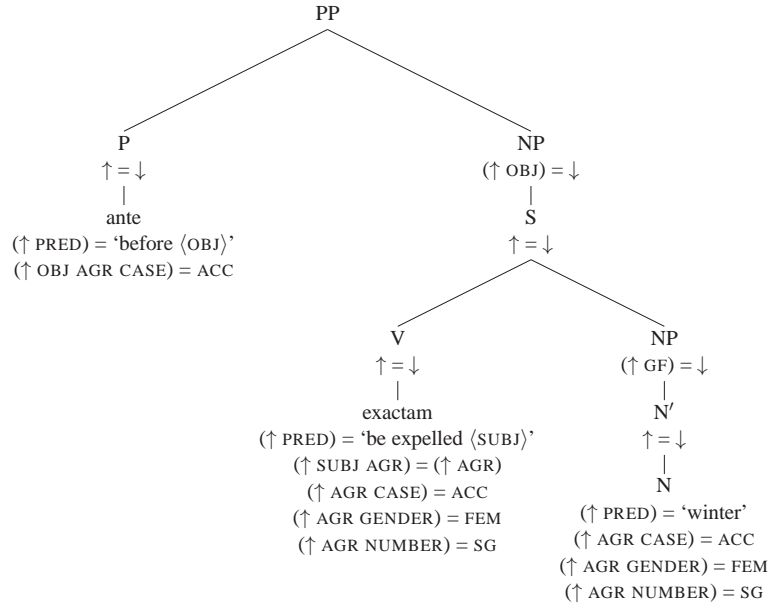 PP
P NP
↑ = ↓ (↑ OBJ) = ↓
ante S
(↑ PRED) = ‘before ⟨OBJ⟩’ ↑ = ↓
(↑ OBJ AGR CASE) = ACC
V NP
↑ = ↓ (↑ GF) = ↓
exactam N′
(↑ PRED) = ‘be expelled ⟨SUBJ⟩’ ↑ = ↓
(↑ SUBJ AGR) = (↑ AGR)
(↑ AGR CASE) = ACC N
(↑ AGR GENDER) = FEM (↑ PRED) = ‘winter’
(↑ AGR NUMBER) = SG (↑ AGR CASE) = ACC
(↑ AGR GENDER) = FEM
(↑ AGR NUMBER) = SG